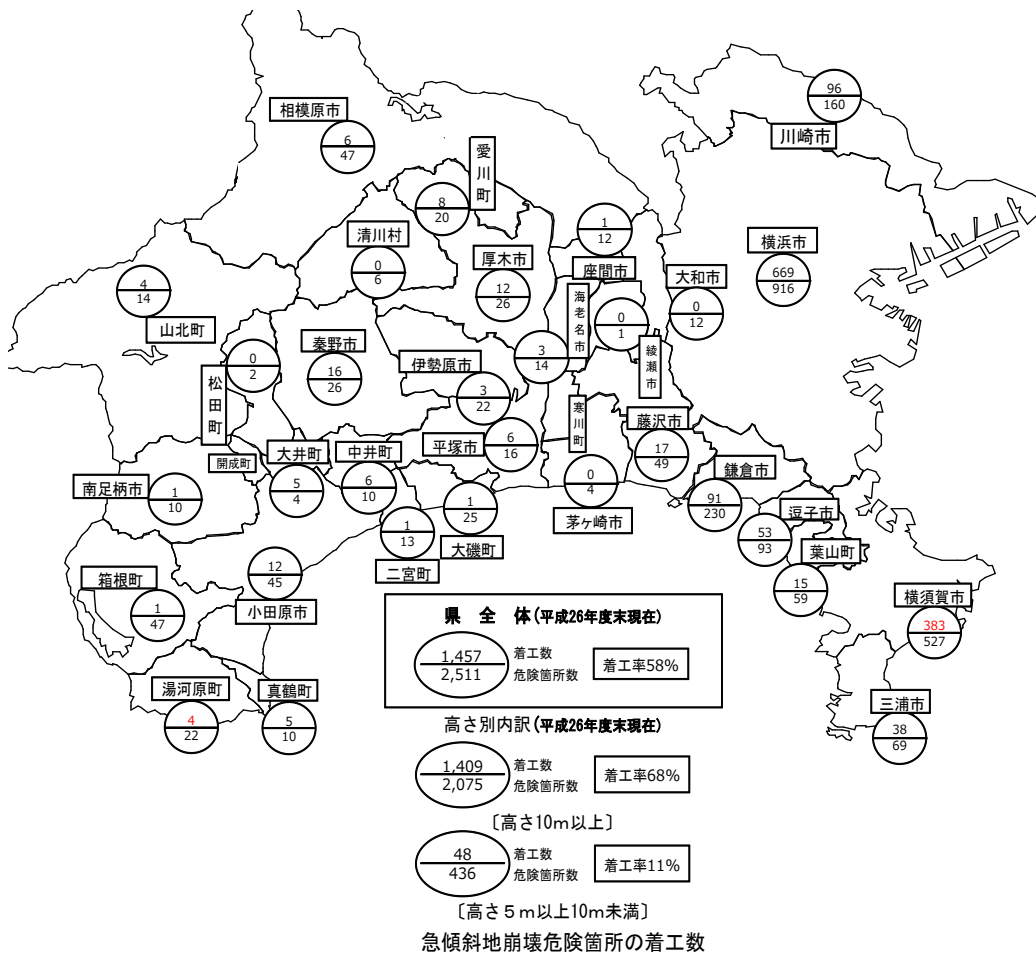 96
160
川崎市
相模原市
6
47
愛川町
8
20
清川村
0
6
厚木市
12
26
1
12
座間市
横浜市
669
916
大和市
0
12
4
14
山北町
海老名市
0
1
綾瀬市
0
2
松田町
秦野市
16
26
伊勢原市
3
22
3
14
寒川町
藤沢市
17
49
平塚市
6
16
開成町
大井町
5
4
中井町
6
10
南足柄市
1
10
1
25
大磯町
0
4
茅ヶ崎市
鎌倉市
91
230
逗子市
53
93
葉山町
15
59
1
13
二宮町
12
45
小田原市
箱根町
1
47
横須賀市
383
527
湯河原町
4
22
真鶴町
5
10
三浦市
38
69
県 全 体(平成26年度末現在)
1,457 着工数
2,511 危険箇所数
着工率58%
高さ別内訳(平成26年度末現在)
1,409 着工数
2,075 危険箇所数
着工率68%
〔高さ10m以上〕
48 着工数
436 危険箇所数
着工率11%
〔高さ5m以上10m未満〕
急傾斜地崩壊危険箇所の着工数